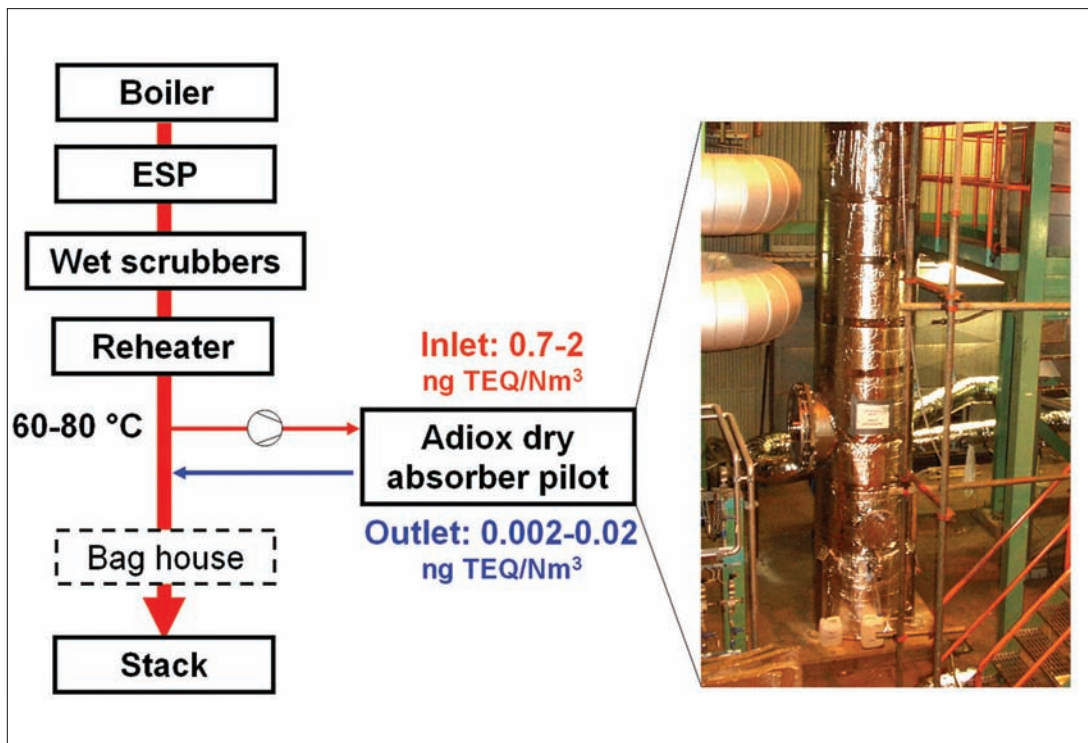 Boiler
ESP
Wet scrubbers
Reheater
60-80 °C
Inlet: 0.7-2
ng TEQ/Nm³
Adiox dry
absorber pilot
Outlet: 0.002-0.02
ng TEQ/Nm³
Bag house
Stack